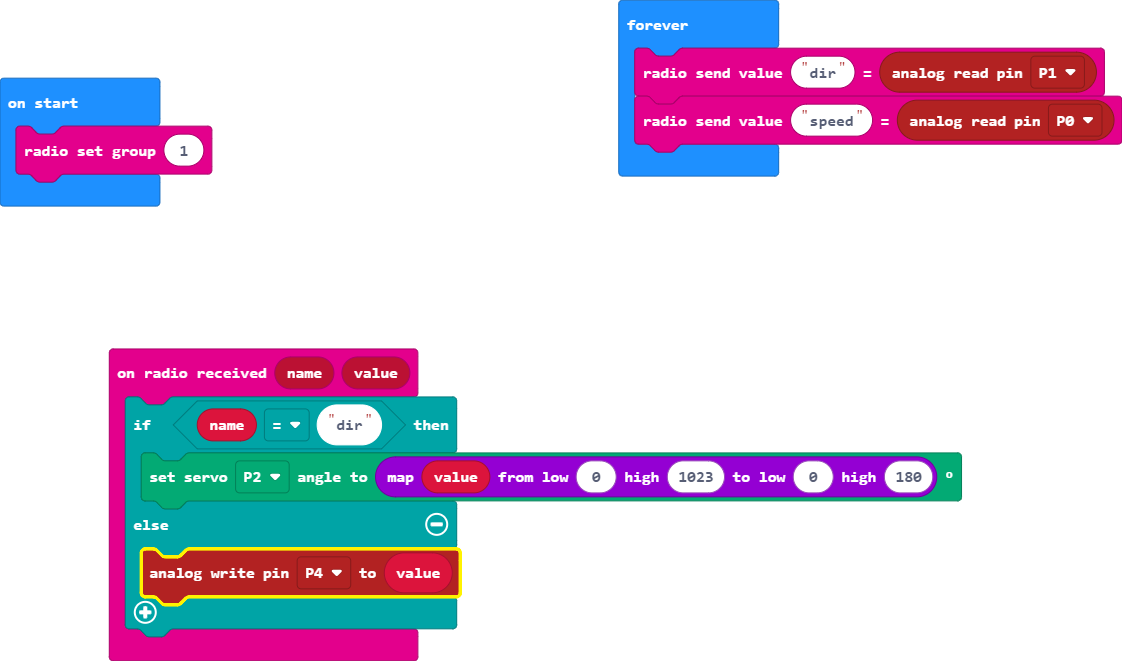 forever
radio send value "dir" = analog read pin P1
radio send value "speed" = analog read pin P0
on start
radio set group 1
on radio received name value
if name = "dir" then
set servo P2 angle to map value from low 0 high 1023 to low 0 high 180 °
else
analog write pin P4 to value